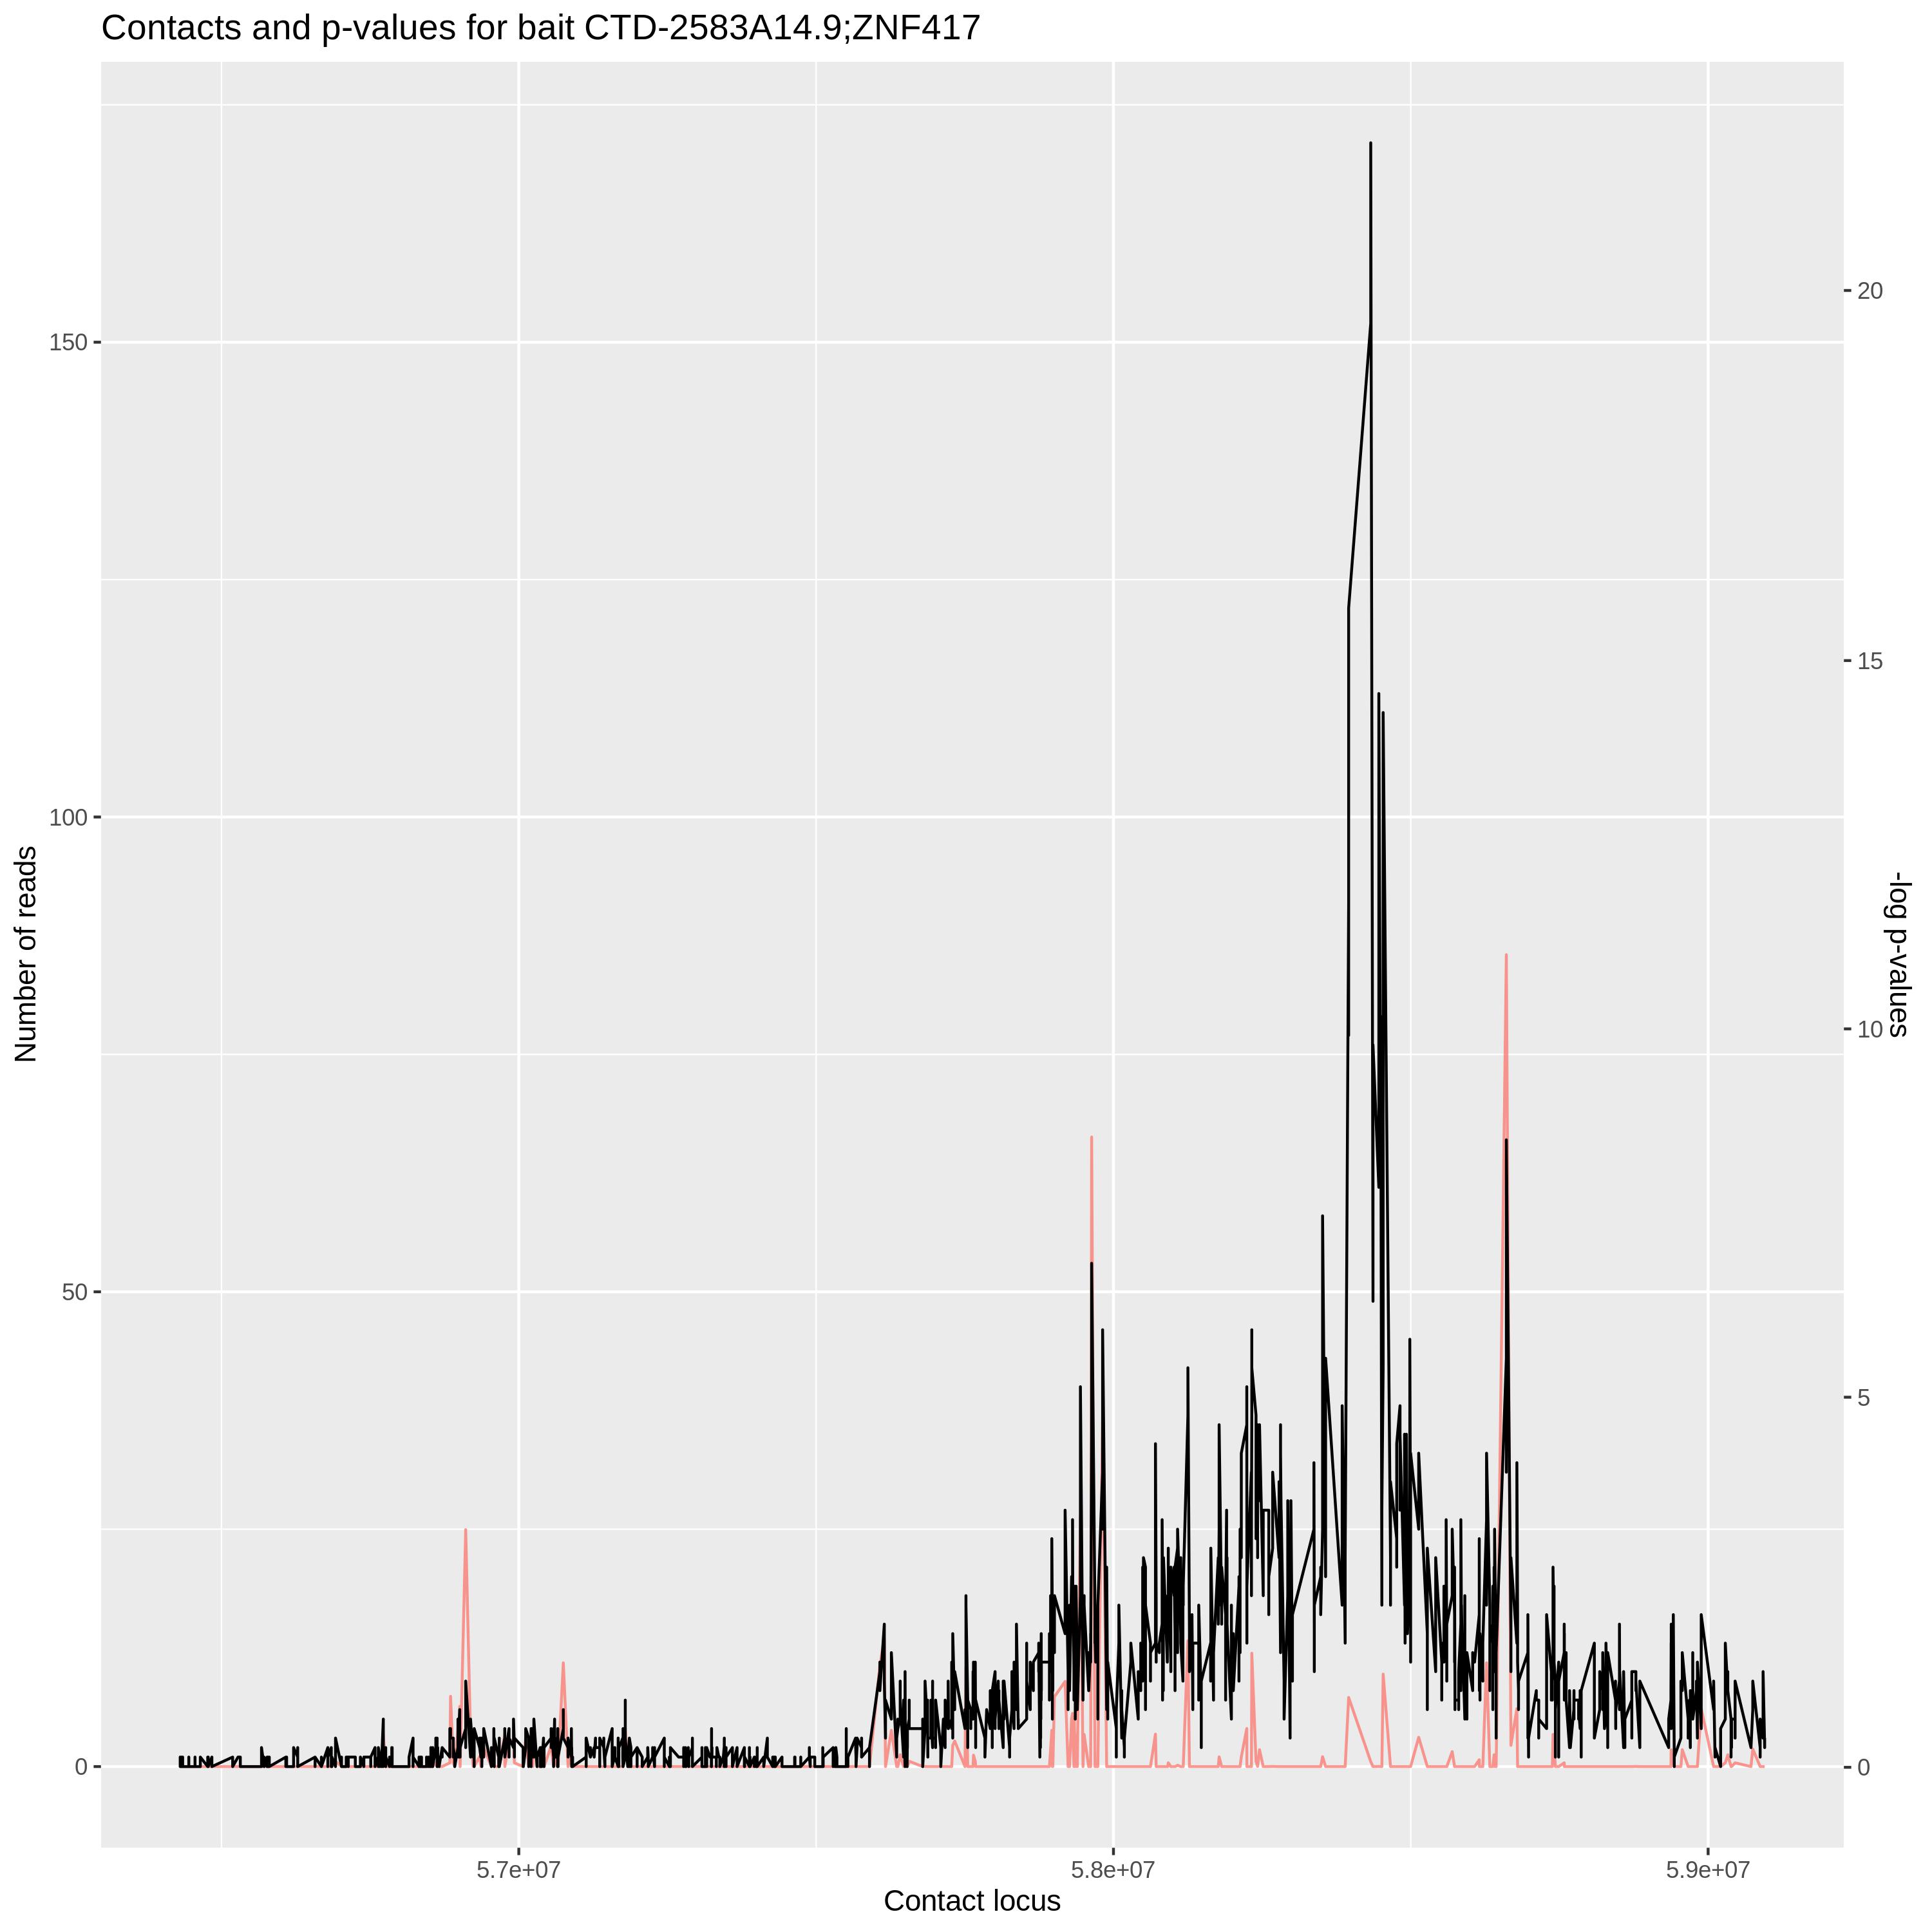 Contacts and p-values for bait CTD-2583A14.9;ZNF417
Number of reads
150
100
50
0
20
15
10
5
0
-log p-values
5.7e+07 5.8e+07 5.9e+07
Contact locus